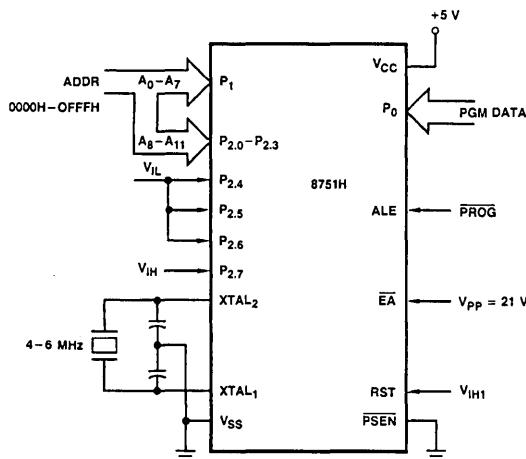 +5 V
VCC
ADDR
A0–A7
P1
P0
PGM DATA
0000H–OFFFH
A8–A11
P2.0–P2.3
VIL
P2.4
8751H
P2.5
ALE
PROG
P2.6
VIH
P2.7
XTAL2
EA
VPP = 21 V
4–6 MHz
XTAL1
RST
VIH1
VSS
PSEN